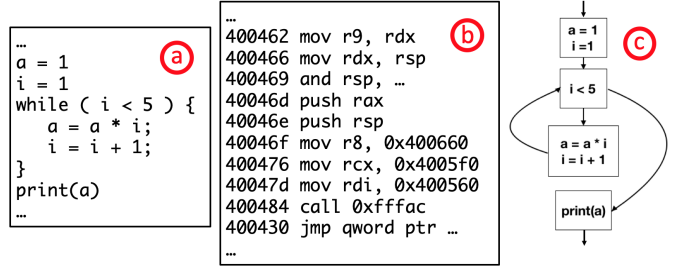 …
a = 1
i = 1
while ( i < 5 ) {
a = a * i;
i = i + 1;
}
print(a)
…
a
…
400462 mov r9, rdx
400466 mov rdx, rsp
400469 and rsp, …
40046d push rax
40046e push rsp
40046f mov r8, 0x400660
400476 mov rcx, 0x4005f0
40047d mov rdi, 0x400560
400484 call 0xfffac
400430 jmp qword ptr …
…
b
a = 1
i =1
c
i < 5
a = a * i
i = i + 1
print(a)